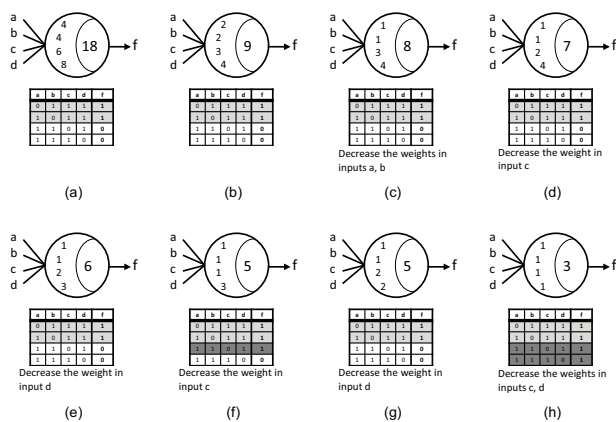 a 4
b 4
c 6 18 f
d 8
a b c d f
0 1 1 1 1
1 0 1 1 1
1 1 0 1 0
1 1 1 0 0
(a)
a 2
b 2
c 3 9 f
d 4
a b c d f
0 1 1 1 1
1 0 1 1 1
1 1 0 1 0
1 1 1 0 0
(b)
a 1
b 1
c 3 8 f
d 4
a b c d f
0 1 1 1 1
1 0 1 1 1
1 1 0 1 0
1 1 1 0 0
Decrease the weights in
inputs a, b
(c)
a 1
b 1
c 2 7 f
d 4
a b c d f
0 1 1 1 1
1 0 1 1 1
1 1 0 1 0
1 1 1 0 0
Decrease the weight in
input c
(d)
a 1
b 1
c 2 6 f
d 3
a b c d f
0 1 1 1 1
1 0 1 1 1
1 1 0 1 0
1 1 1 0 0
Decrease the weight in
input d
(e)
a 1
b 1
c 1 5 f
d 3
a b c d f
0 1 1 1 1
1 0 1 1 1
1 1 0 1 1
1 1 1 0 0
Decrease the weight in
input c
(f)
a 1
b 1
c 2 5 f
d 2
a b c d f
0 1 1 1 1
1 0 1 1 1
1 1 0 1 0
1 1 1 0 0
Decrease the weight in
input d
(g)
a 1
b 1
c 1 3 f
d 1
a b c d f
0 1 1 1 1
1 0 1 1 1
1 1 0 1 1
1 1 1 0 1
Decrease the weights in
inputs c, d
(h)